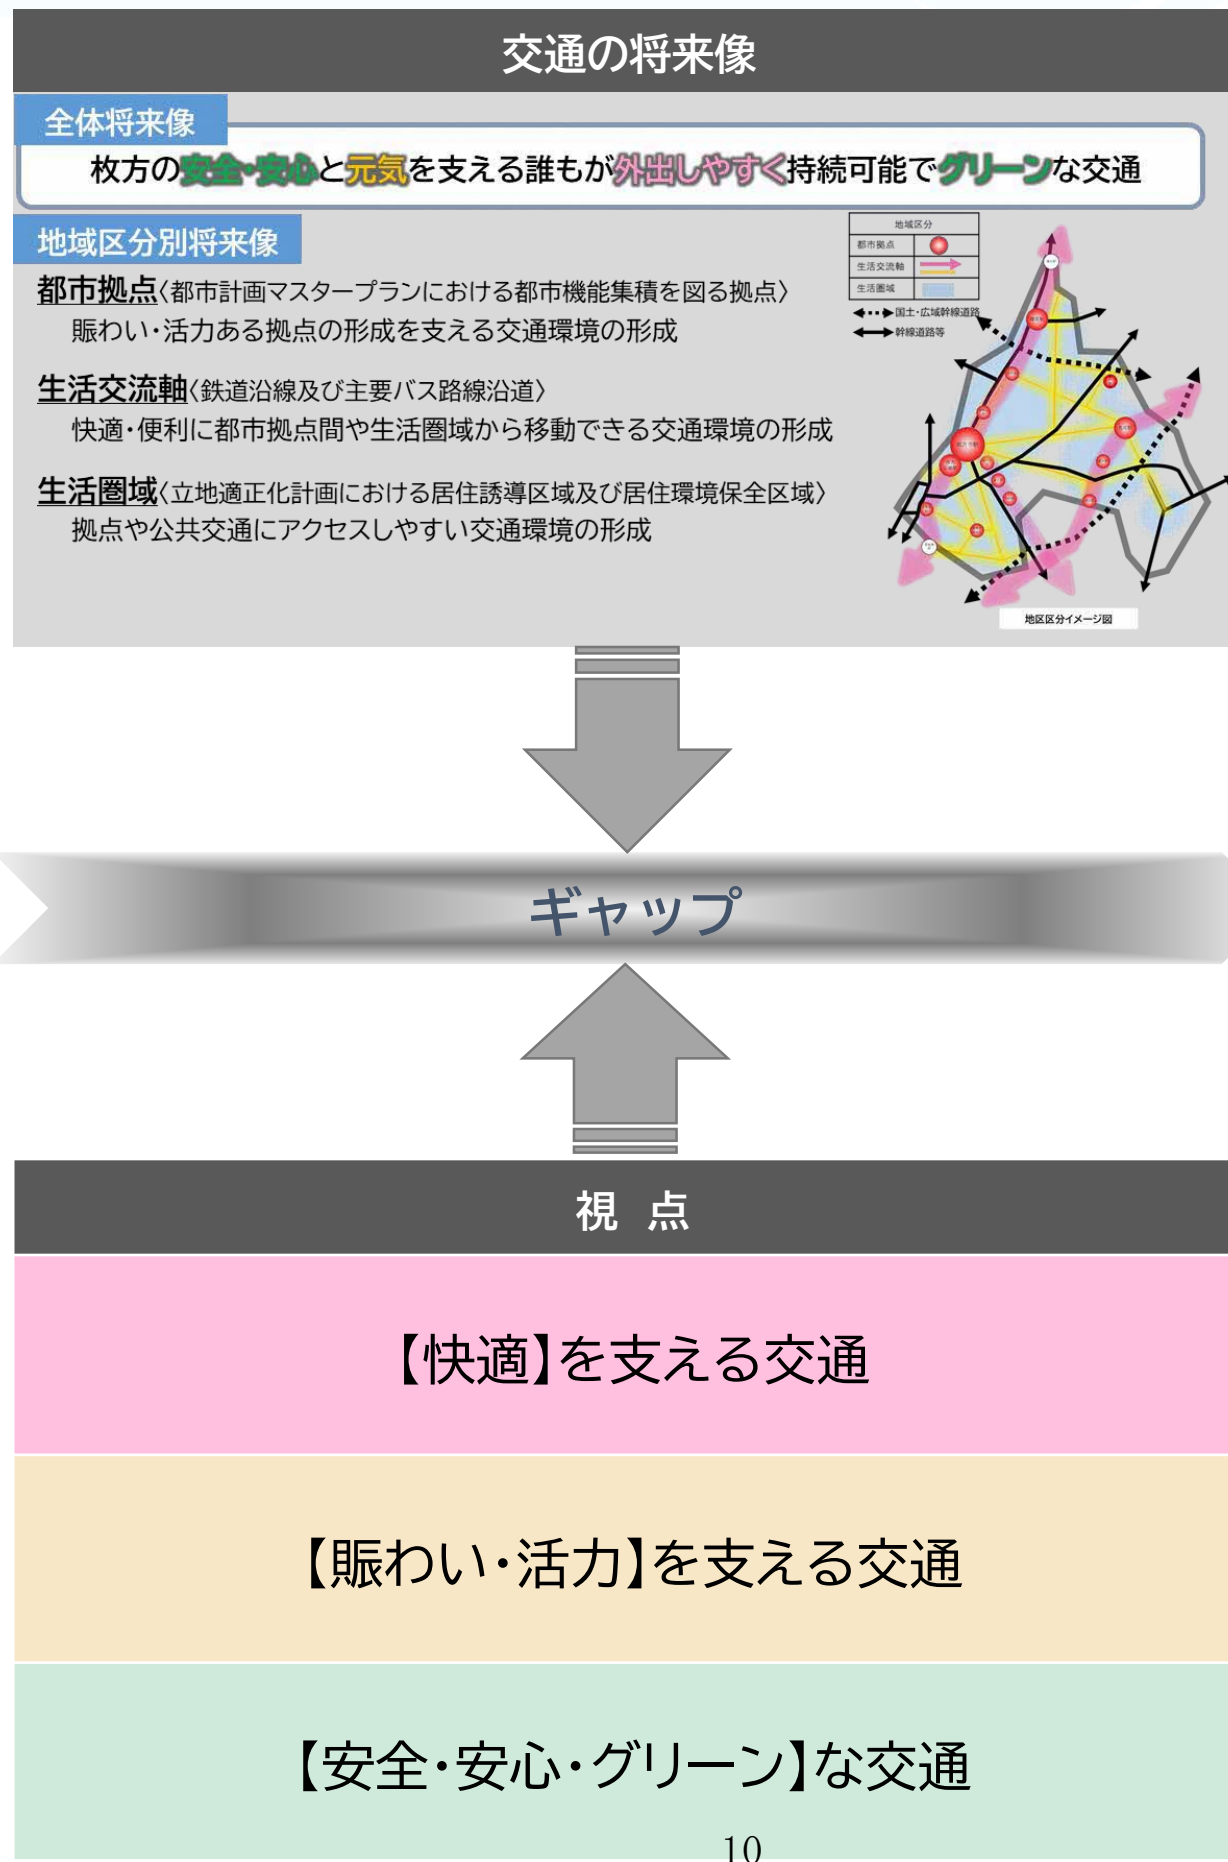 交通の将来像
全体将来像
枚方の安全・安心と元気を支える誰もが外出しやすく持続可能でグリーンな交通
地域区分別将来像
都市拠点〈都市計画マスタープランにおける都市機能集積を図る拠点〉
賑わい・活力ある拠点の形成を支える交通環境の形成
生活交流軸〈鉄道沿線及び主要バス路線沿道〉
快適・便利に都市拠点間や生活圏域から移動できる交通環境の形成
生活圏域〈立地適正化計画における居住誘導区域及び居住環境保全区域〉
拠点や公共交通にアクセスしやすい交通環境の形成
地域区分
都市拠点
生活交流軸
生活圏域
国土・広域幹線道路
幹線道路等
地区区分イメージ図
ギャップ
視 点
【快適】を支える交通
【賑わい・活力】を支える交通
【安全・安心・グリーン】な交通
10